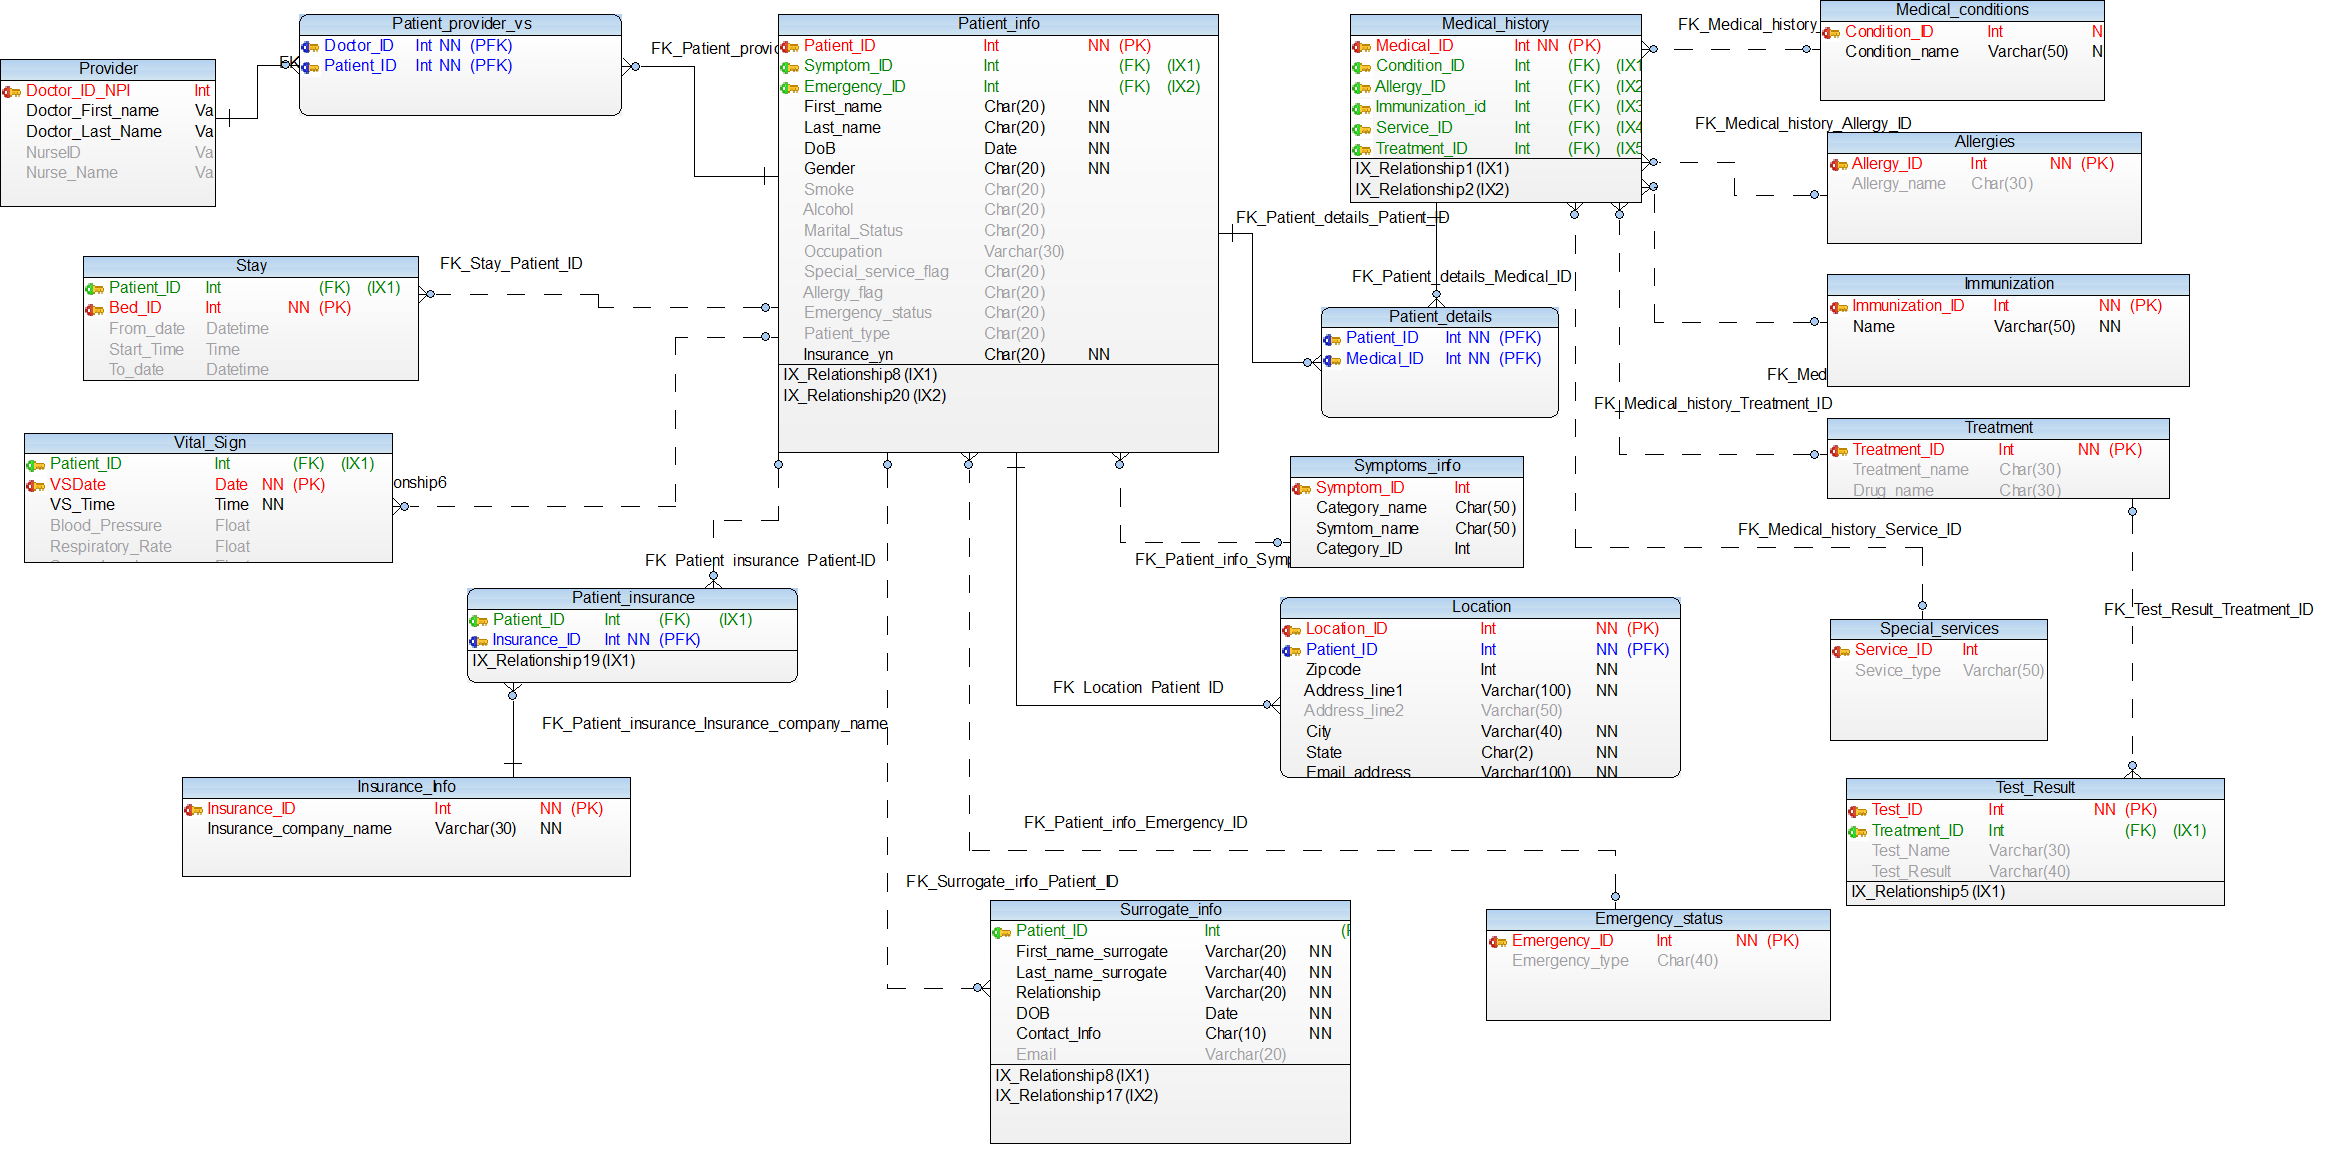 Patient_provider_vs
Doctor_ID Int NN (PFK)
Patient_ID Int NN (PFK)
FK
FK_Patient_provid
Provider
Doctor_ID_NPI Int
Doctor_First_name Va
Doctor_Last_Name Va
NurseID Va
Nurse_Name Va
Patient_info
Patient_ID Int NN (PK)
Symptom_ID Int (FK) (IX1)
Emergency_ID Int (FK) (IX2)
First_name Char(20) NN
Last_name Char(20) NN
DoB Date NN
Gender Char(20) NN
Smoke Char(20)
Alcohol Char(20)
Marital_Status Char(20)
Occupation Varchar(30)
Special_service_flag Char(20)
Allergy_flag Char(20)
Emergency_status Char(20)
Patient_type Char(20)
Insurance_yn Char(20) NN
IX_Relationship8 (IX1)
IX_Relationship20 (IX2)
Medical_history
Medical_ID Int NN (PK)
Condition_ID Int (FK) (IX1
Allergy_ID Int (FK) (IX2
Immunization_id Int (FK) (IX3
Service_ID Int (FK) (IX4
Treatment_ID Int (FK) (IX5
IX_Relationship1 (IX1)
IX_Relationship2 (IX2)
FK_Medical_history_
Medical_conditions
Condition_ID Int N
Condition_name Varchar(50) N
FK_Medical_history_Allergy_ID
Allergies
Allergy_ID Int NN (PK)
Allergy_name Char(30)
Immunization
Immunization_ID Int NN (PK)
Name Varchar(50) NN
FK_Med
FK_Medical_history_Treatment_ID
Treatment
Treatment_ID Int NN (PK)
Treatment_name Char(30)
Drug_name Char(30)
FK_Patient_details_Patient_ID
FK_Patient_details_Medical_ID
Patient_details
Patient_ID Int NN (PFK)
Medical_ID Int NN (PFK)
Stay
Patient_ID Int (FK) (IX1)
Bed_ID Int NN (PK)
From_date Datetime
Start_Time Time
To_date Datetime
FK_Stay_Patient_ID
Vital_Sign
Patient_ID Int (FK) (IX1)
VSDate Date NN (PK)
VS_Time Time NN
Blood_Pressure Float
Respiratory_Rate Float
onship6
FK_Patient_insurance_Patient-ID
Patient_insurance
Patient_ID Int (FK) (IX1)
Insurance_ID Int NN (PFK)
IX_Relationship19 (IX1)
FK_Patient_insurance_Insurance_company_name
Insurance_Info
Insurance_ID Int NN (PK)
Insurance_company_name Varchar(30) NN
Symptoms_info
Symptom_ID Int
Category_name Char(50)
Symtom_name Char(50)
Category_ID Int
FK_Patient_info_Symp
FK_Medical_history_Service_ID
Location
Location_ID Int NN (PK)
Patient_ID Int NN (PFK)
Zipcode Int NN
Address_line1 Varchar(100) NN
Address_line2 Varchar(50)
City Varchar(40) NN
State Char(2) NN
Email_address Varchar(100) NN
FK_Location_Patient_ID
Special_services
Service_ID Int
Sevice_type Varchar(50)
FK_Test_Result_Treatment_ID
Test_Result
Test_ID Int NN (PK)
Treatment_ID Int (FK) (IX1)
Test_Name Varchar(30)
Test_Result Varchar(40)
IX_Relationship5 (IX1)
FK_Patient_info_Emergency_ID
FK_Surrogate_info_Patient_ID
Surrogate_info
Patient_ID Int (F
First_name_surrogate Varchar(20) NN
Last_name_surrogate Varchar(40) NN
Relationship Varchar(20) NN
DOB Date NN
Contact_Info Char(10) NN
Email Varchar(20)
IX_Relationship8 (IX1)
IX_Relationship17 (IX2)
Emergency_status
Emergency_ID Int NN (PK)
Emergency_type Char(40)